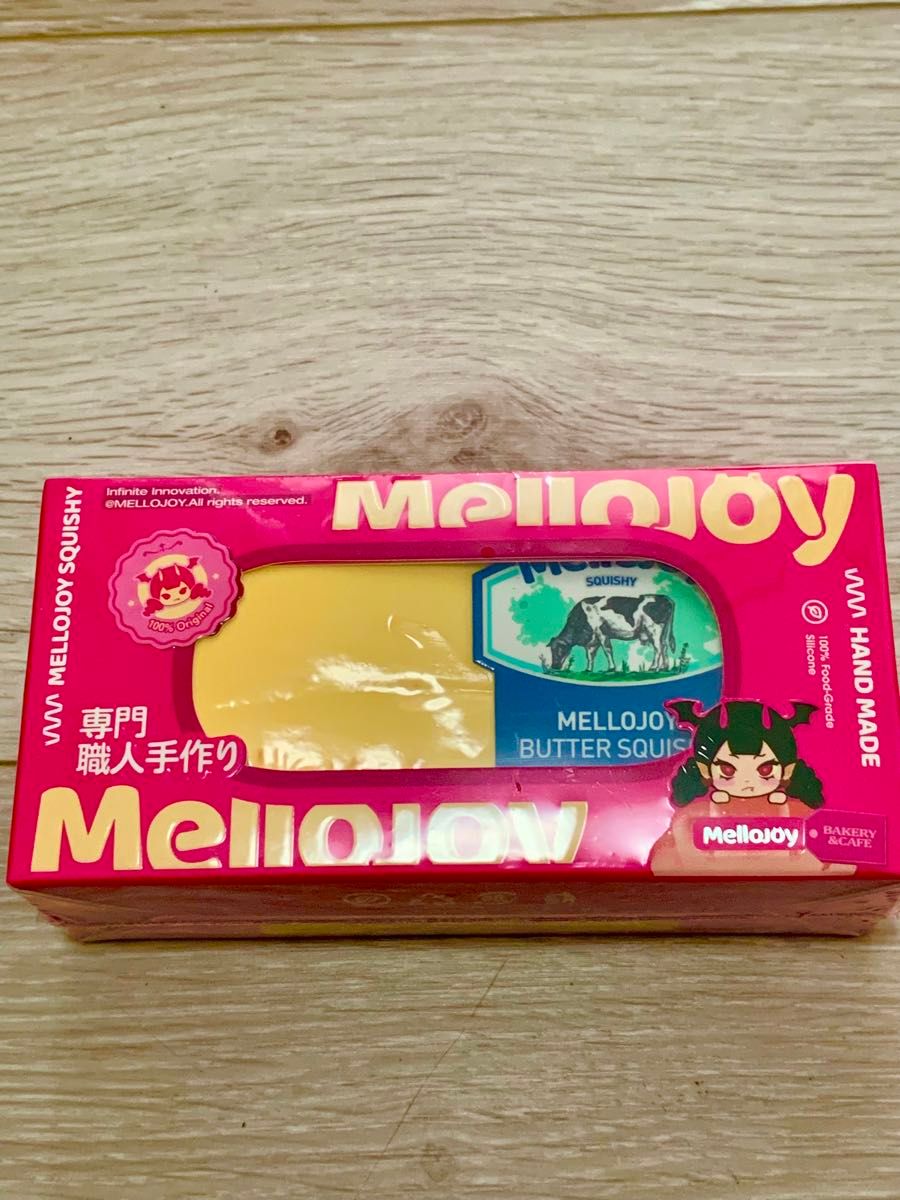 Infinite Innovation.
@MELLOJOY.All rights reserved.
Mellojoy
MELLOJOY SQUISHY
100% Original
SQUISHY
MELLOJOY
BUTTER SQUIS
HAND MADE
100% Food-Grade
Silicone
専門
職人手作り
Mellojoy
Mellojoy
BAKERY
&CAFE